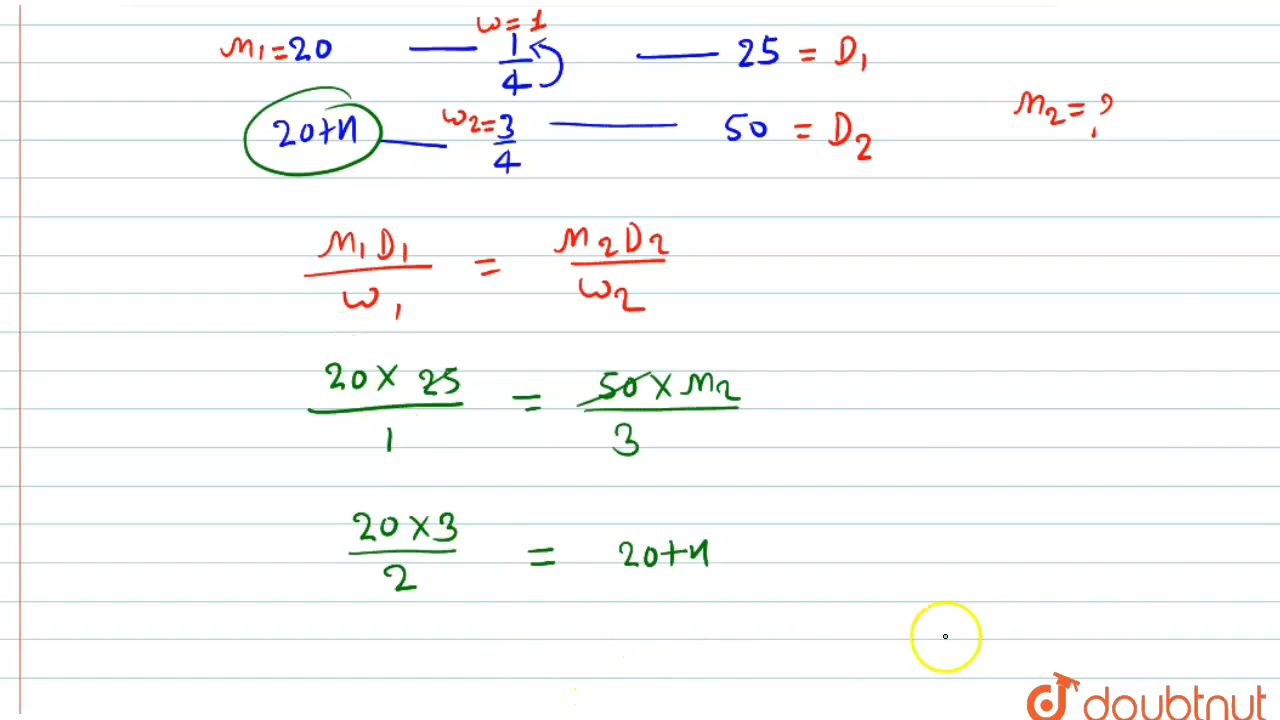 w=1
M1=20 — 1/4 — 25 = D1
M2=?
20+n — w2=3/4 — 50 = D2
M1D1/w1 = M2D2/w2
20×25/1 = 50×M2/3
20×3/2 = 20+n
doubtnut